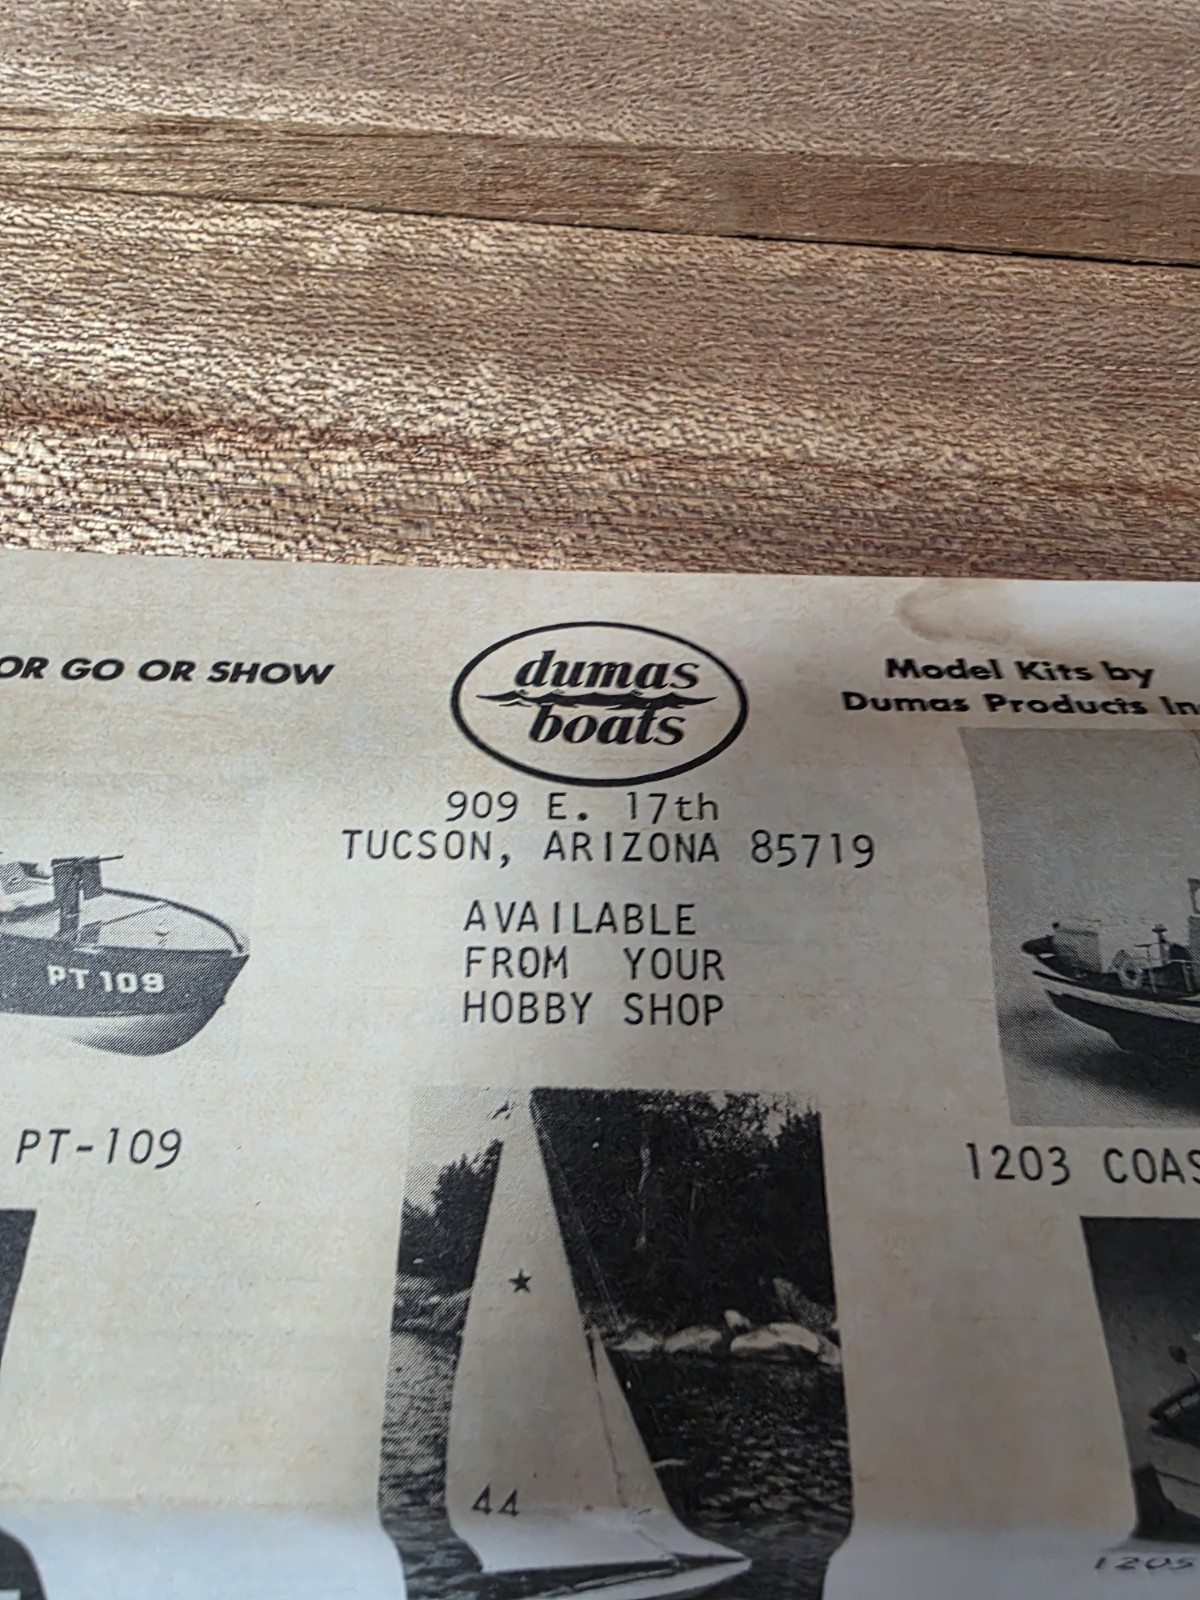 OR GO OR SHOW
dumas
boats
Model Kits by
Dumas Products In
909 E. 17th
TUCSON, ARIZONA 85719
AVAILABLE
FROM YOUR
HOBBY SHOP
PT 109
PT-109
1203 COAS
44
1205